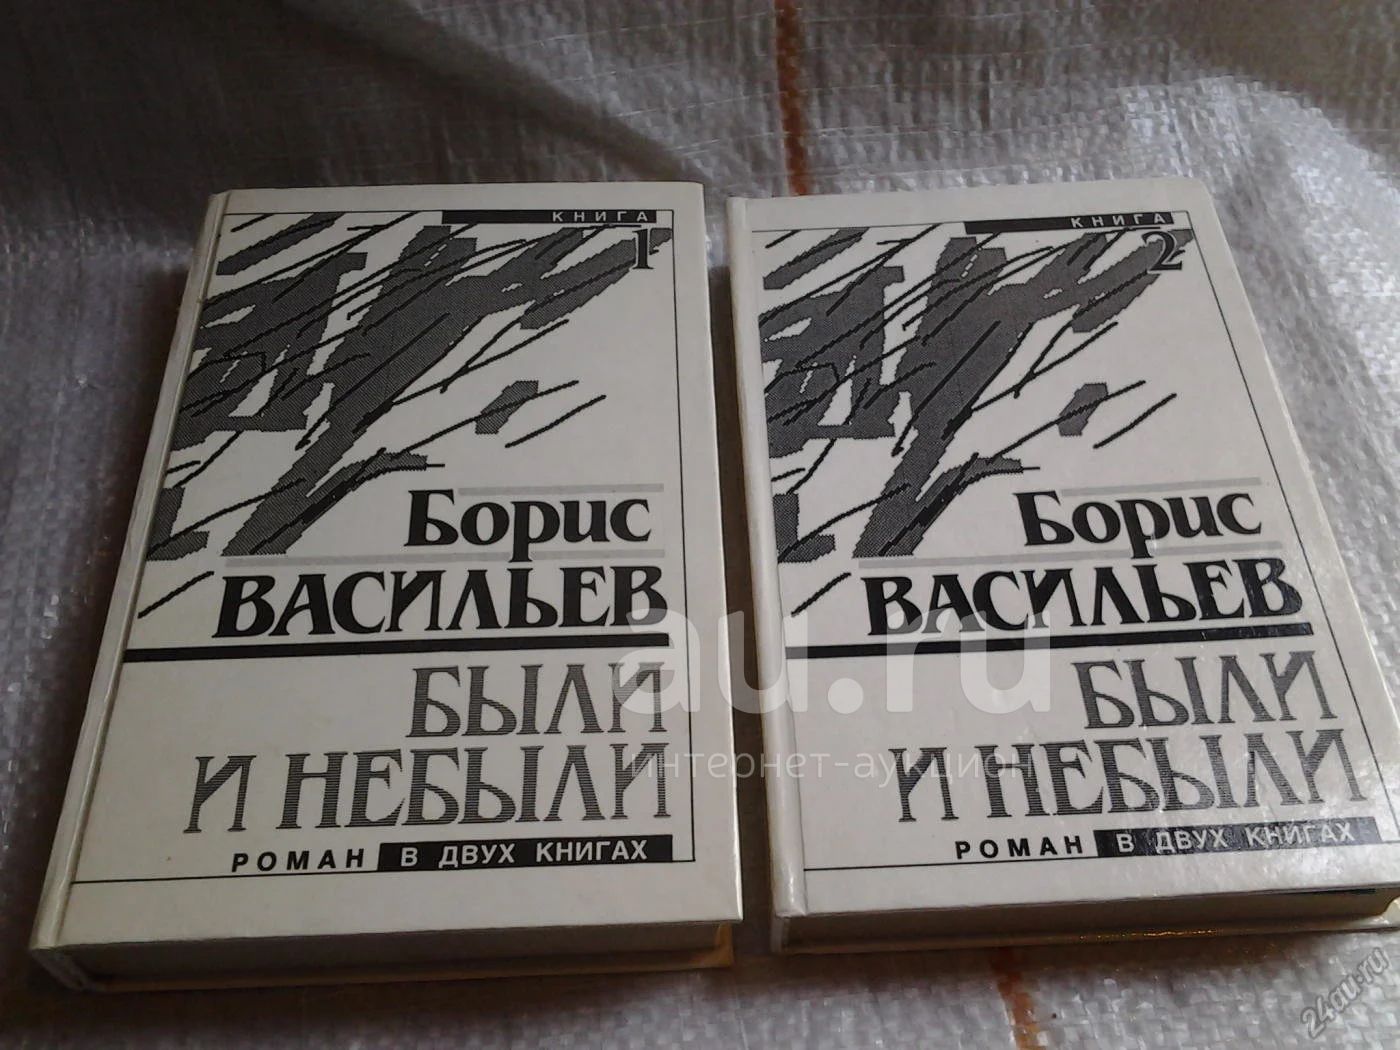 КНИГА
1
Борис
ВАСИЛЬЕВ
БЫЛИ
И НЕБЫЛИ
РОМАН В ДВУХ КНИГАХ
КНИГА
2
Борис
ВАСИЛЬЕВ
БЫЛИ
И НЕБЫЛИ
РОМАН В ДВУХ КНИГАХ
au.ru
интернет-аукцион
24au.ru